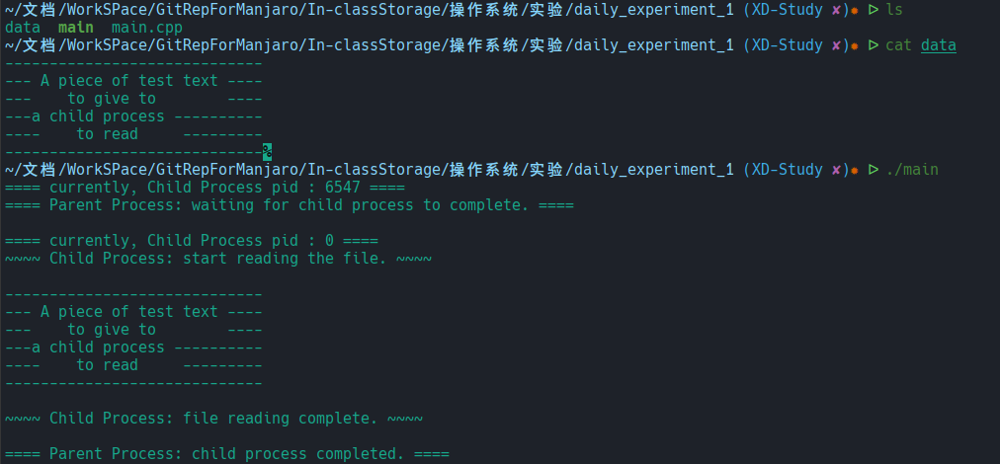 ~/文档/WorkSPace/GitRepForManjaro/In-classStorage/操作系统/实验/daily_experiment_1 (XD-Study ✘)✹ ▷ ls
data  main  main.cpp
~/文档/WorkSPace/GitRepForManjaro/In-classStorage/操作系统/实验/daily_experiment_1 (XD-Study ✘)✹ ▷ cat data
-----------------------------
--- A piece of test text ----
---    to give to        ----
---a child process ----------
----    to read     ---------
-----------------------------%
~/文档/WorkSPace/GitRepForManjaro/In-classStorage/操作系统/实验/daily_experiment_1 (XD-Study ✘)✹ ▷ ./main
==== currently, Child Process pid : 6547 ====
==== Parent Process: waiting for child process to complete. ====
==== currently, Child Process pid : 0 ====
~~~~ Child Process: start reading the file. ~~~~
-----------------------------
--- A piece of test text ----
---    to give to        ----
---a child process ----------
----    to read     ---------
-----------------------------
~~~~ Child Process: file reading complete. ~~~~
==== Parent Process: child process completed. ====